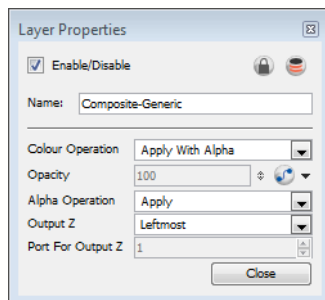 Layer Properties
Enable/Disable
Name: Composite-Generic
Colour Operation Apply With Alpha
Opacity 100
Alpha Operation Apply
Output Z Leftmost
Port For Output Z 1
Close